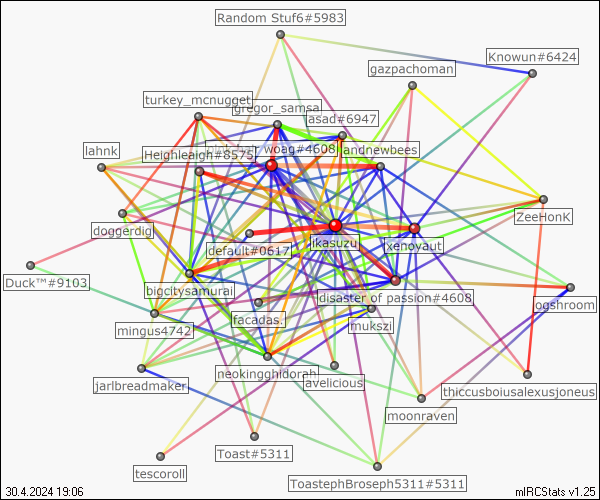 Random Stuf6#5983
Knowun#6424
gazpachoman
turkey_mcnugget
gregor_samsa
asad#6947
woag#4608
andnewbees
lahnk
Heighleaigh#8575
doggerdig
ZeeHonK
default#0617
ikasuzu
xenovaut
Duck™#9103
bigcitysamurai
disaster of passion#4608
ogshroom
facadas.
mingus4742
mukszil
neokingghidorah
avelicious
jarlbreadmaker
thiccusboiusalexusjoneus
moonraven
Toast#5311
tescoroll
ToastephBroseph5311#5311
30.4.2024 19:06
mIRCStats v1.25